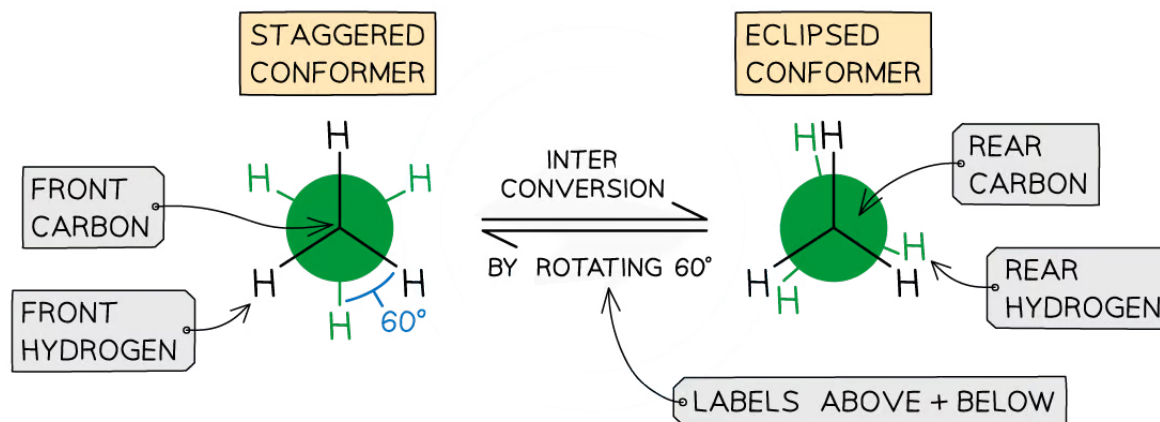 STAGGERED
CONFORMER
ECLIPSED
CONFORMER
H
H
H
H
H
H
60°
FRONT
CARBON
FRONT
HYDROGEN
INTER
CONVERSION
BY ROTATING 60°
H
H
H
H
H
H
REAR
CARBON
REAR
HYDROGEN
LABELS ABOVE + BELOW